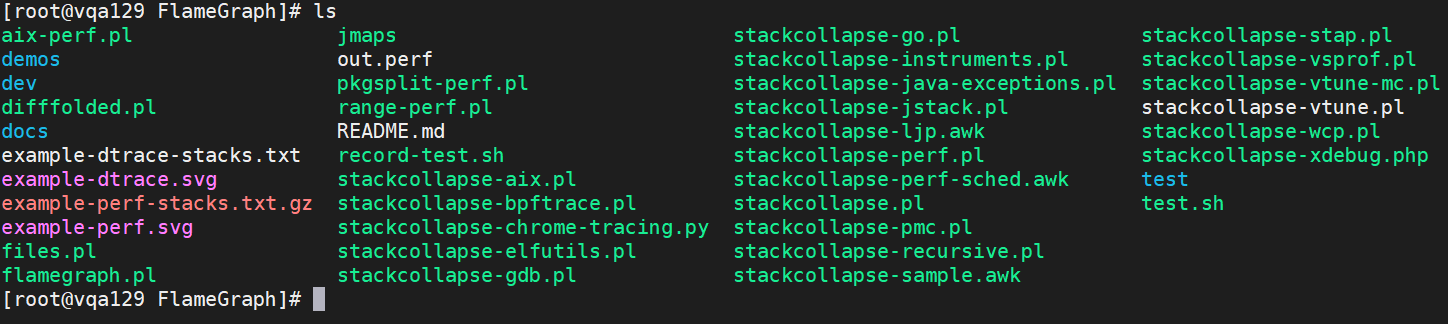 [root@vqa129 FlameGraph]# ls
aix-perf.pl jmaps stackcollapse-go.pl stackcollapse-stap.pl
demos out.perf stackcollapse-instruments.pl stackcollapse-vsprof.pl
dev pkgsplit-perf.pl stackcollapse-java-exceptions.pl stackcollapse-vtune-mc.pl
difffolded.pl range-perf.pl stackcollapse-jstack.pl stackcollapse-vtune.pl
docs README.md stackcollapse-ljp.awk stackcollapse-wcp.pl
example-dtrace-stacks.txt record-test.sh stackcollapse-perf.pl stackcollapse-xdebug.php
example-dtrace.svg stackcollapse-aix.pl stackcollapse-perf-sched.awk test
example-perf-stacks.txt.gz stackcollapse-bpftrace.pl stackcollapse.pl test.sh
example-perf.svg stackcollapse-chrome-tracing.py stackcollapse-pmc.pl
files.pl stackcollapse-elfutils.pl stackcollapse-recursive.pl
flamegraph.pl stackcollapse-gdb.pl stackcollapse-sample.awk
[root@vqa129 FlameGraph]#